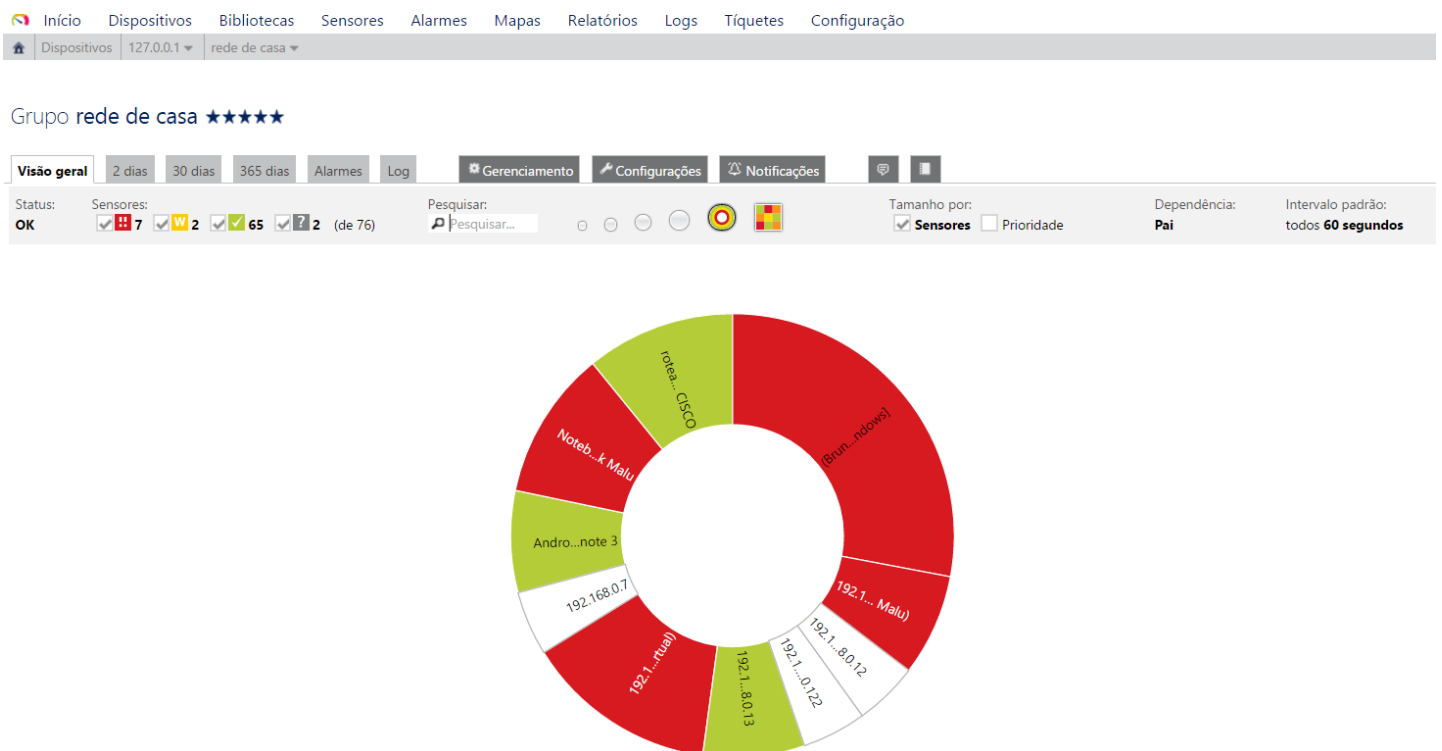 Início Dispositivos Bibliotecas Sensores Alarmes Mapas Relatórios Logs Tíquetes Configuração
Dispositivos 127.0.0.1 rede de casa
Grupo rede de casa ★★★★★
Visão geral 2 dias 30 dias 365 dias Alarmes Log Gerenciamento Configurações Notificações
Status: Sensores: Pesquisar: Tamanho por: Dependência: Intervalo padrão:
OK !! 7 W 2 65 ? 2 (de 76) Pesquisar... Sensores Prioridade Pai todos 60 segundos
rotea... CISCO
(Brun...ndows]
Noteb...k Malu
Andro...note 3
192.168.0.7
192.1... Malu)
192.1...8.0.12
192.1....0.122
192.1...8.0.13
192.1...rtual)